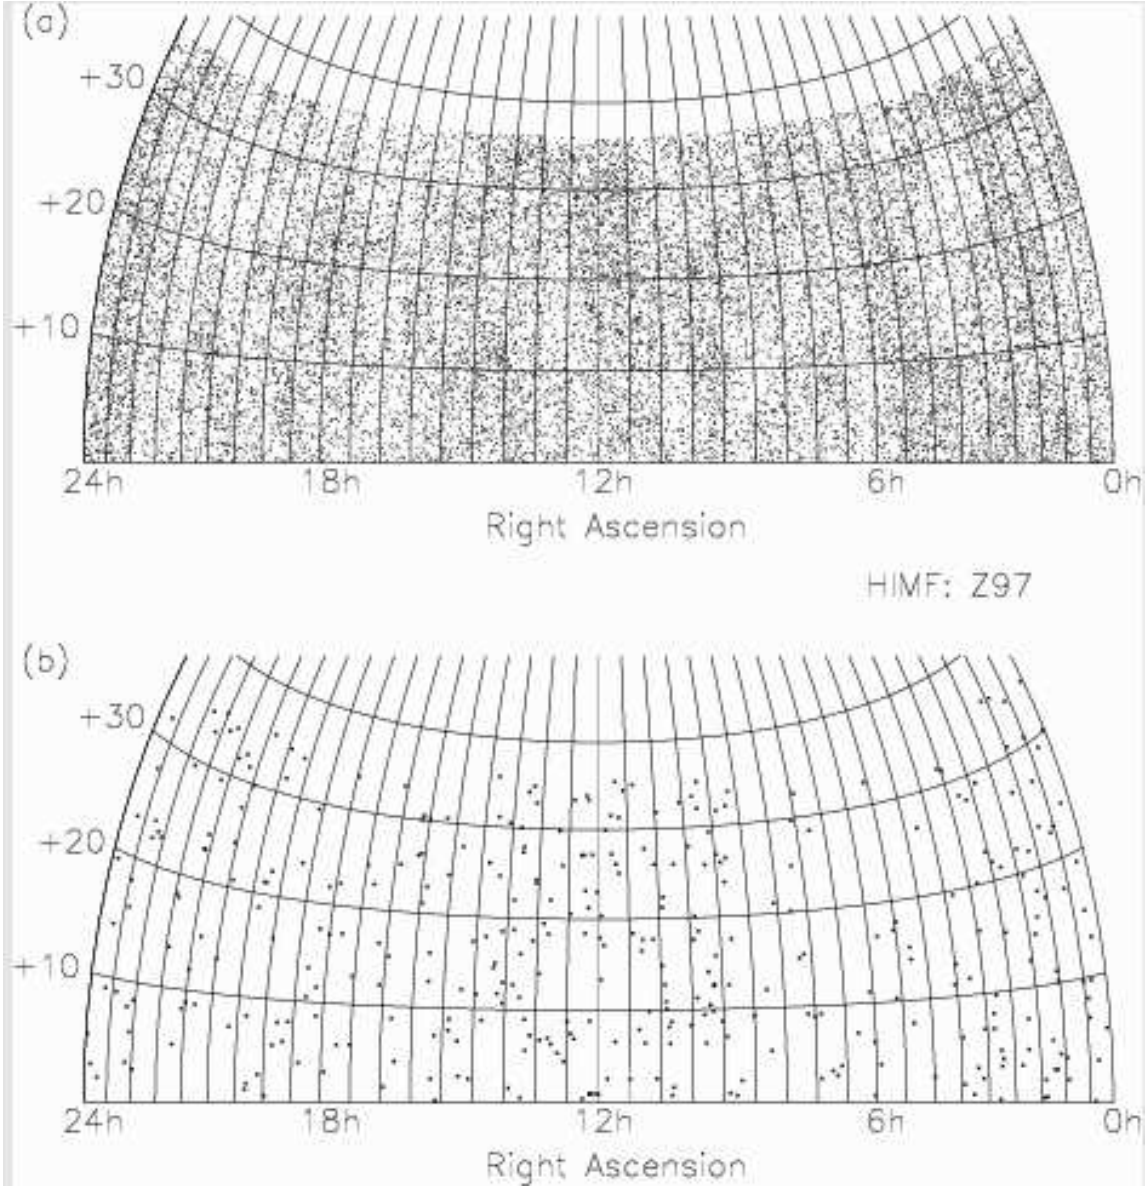 (a)
+30
+20
+10
24h 18h 12h 6h 0h
Right Ascension
HIMF: Z97
(b)
+30
+20
+10
24h 18h 12h 6h 0h
Right Ascension